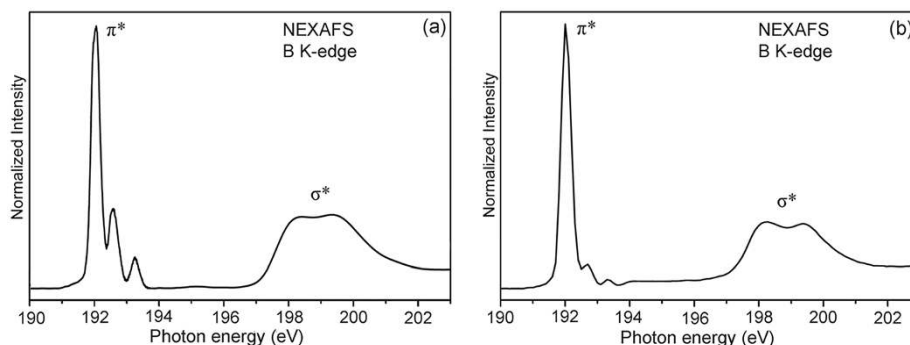 π*
NEXAFS
B K-edge
(a)
σ*
Normalized Intensity
190 192 194 196 198 200 202
Photon energy (eV)
π*
NEXAFS
B K-edge
(b)
σ*
Normalized Intensity
190 192 194 196 198 200 202
Photon energy (eV)